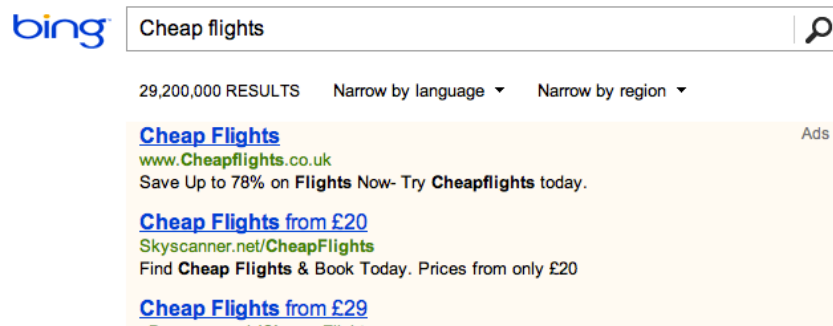 bing
Cheap flights
29,200,000 RESULTS Narrow by language Narrow by region
Cheap Flights Ads
www.Cheapflights.co.uk
Save Up to 78% on Flights Now- Try Cheapflights today.
Cheap Flights from £20
Skyscanner.net/CheapFlights
Find Cheap Flights & Book Today. Prices from only £20
Cheap Flights from £29